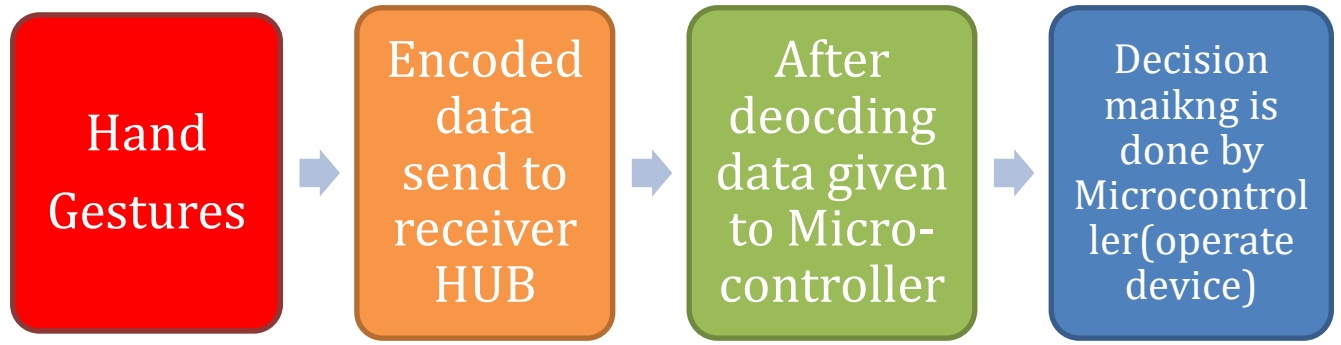 Hand
Gestures
Encoded
data
send to
receiver
HUB
After
deocding
data given
to Micro-
controller
Decision
maikng is
done by
Microcontrol
ler(operate
device)